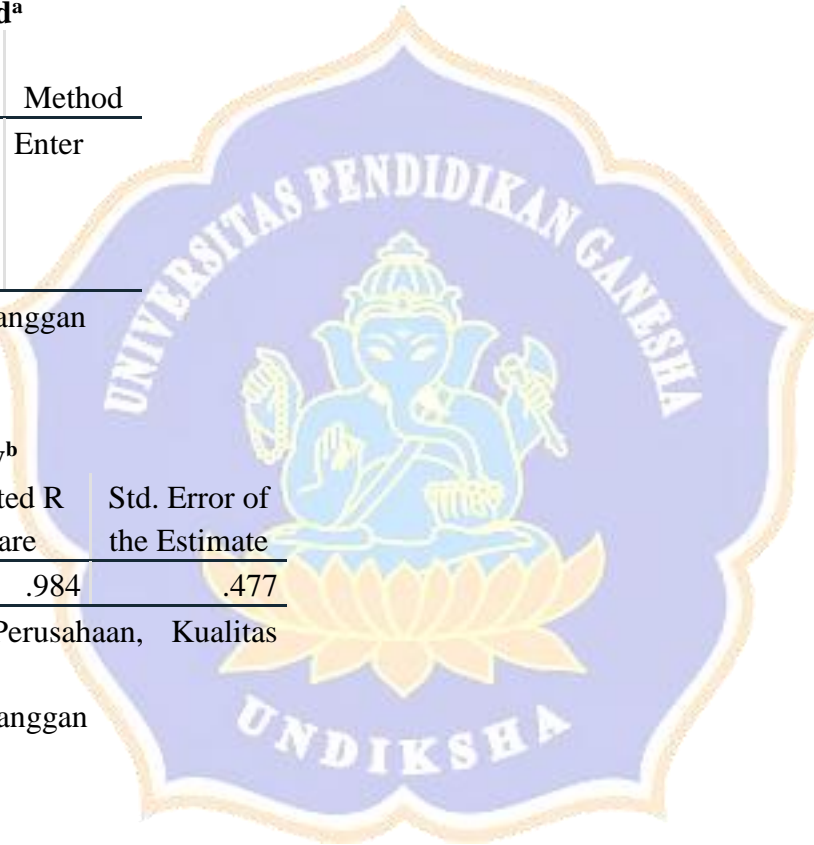 dᵃ
Method
Enter
anggan
UNIVERSITAS PENDIDIKAN GANESHA
ᵇ
ted R Std. Error of
are the Estimate
.984 .477
Perusahaan, Kualitas
anggan
UNDIKSHA